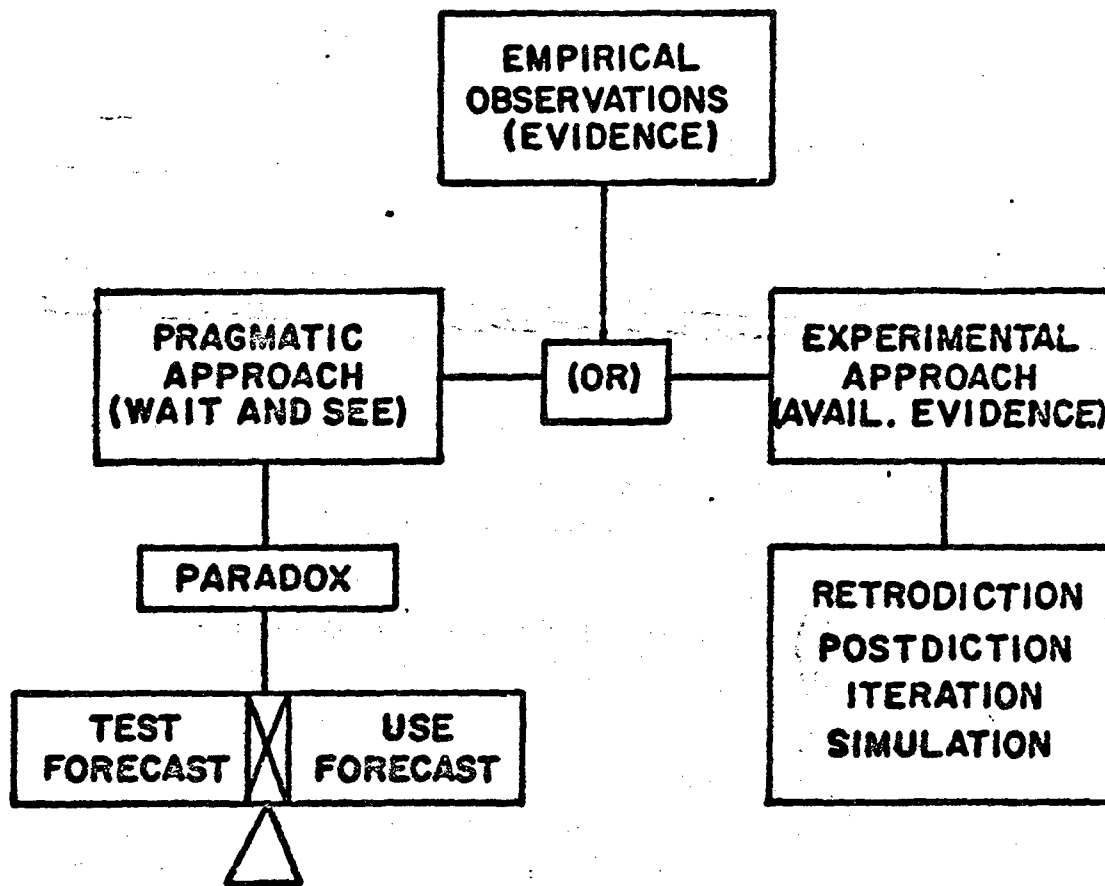 EMPIRICAL
OBSERVATIONS
(EVIDENCE)
PRAGMATIC
APPROACH
(WAIT AND SEE)
(OR)
EXPERIMENTAL
APPROACH
(AVAIL. EVIDENCE)
PARADOX
TEST
FORECAST
USE
FORECAST
RETRODICTION
POSTDICTION
ITERATION
SIMULATION